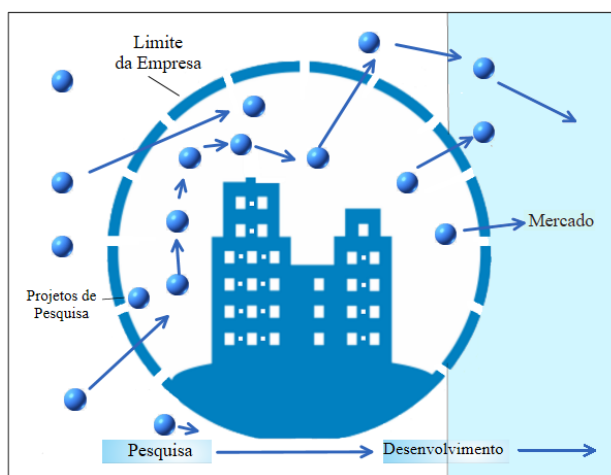 Limite
da Empresa
Mercado
Projetos de
Pesquisa
Pesquisa
Desenvolvimento